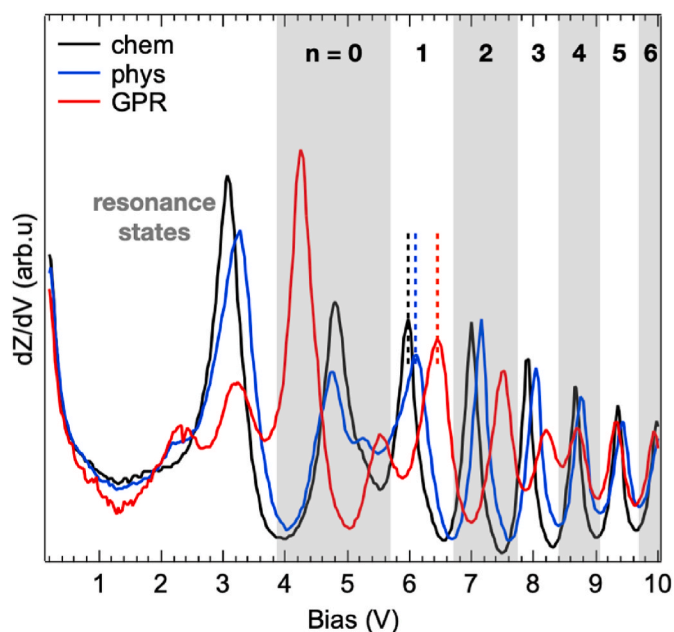 chem
phys
GPR
n = 0 1 2 3 4 5 6
resonance
states
dZ/dV (arb.u)
1 2 3 4 5 6 7 8 9 10
Bias (V)